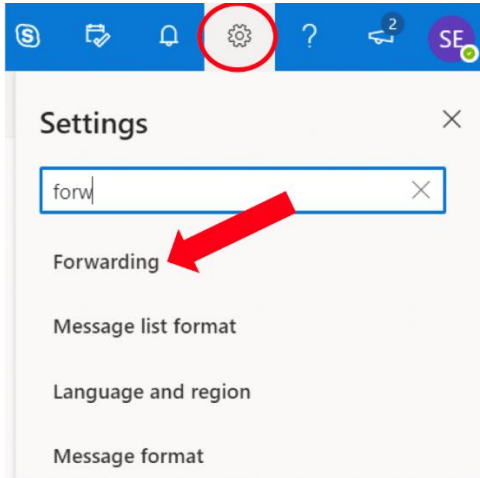 S ? 2 SE
Settings
forw
Forwarding
Message list format
Language and region
Message format